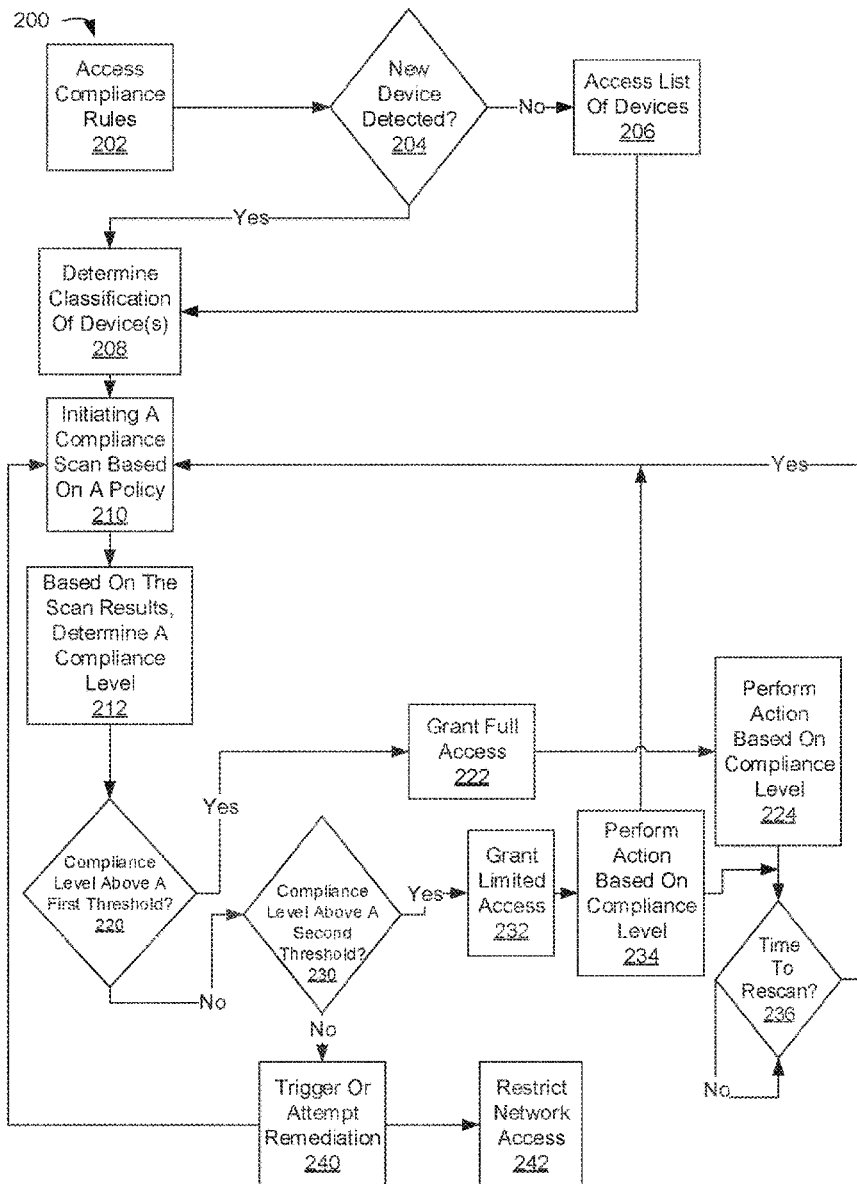 200
Access
Compliance
Rules
202
New
Device
Detected?
204
No
Access List
Of Devices
206
Yes
Determine
Classification
Of Device(s)
208
Initiating A
Compliance
Scan Based
On A Policy
210
Yes
Based On The
Scan Results,
Determine A
Compliance
Level
212
Grant Full
Access
222
Perform
Action
Based On
Compliance
Level
224
Yes
Compliance
Level Above A
First Threshold?
220
No
Compliance
Level Above A
Second
Threshold?
230
Yes
Grant
Limited
Access
232
Perform
Action
Based On
Compliance
Level
234
Time
To
Rescan?
236
No
No
Trigger Or
Attempt
Remediation
240
Restrict
Network
Access
242